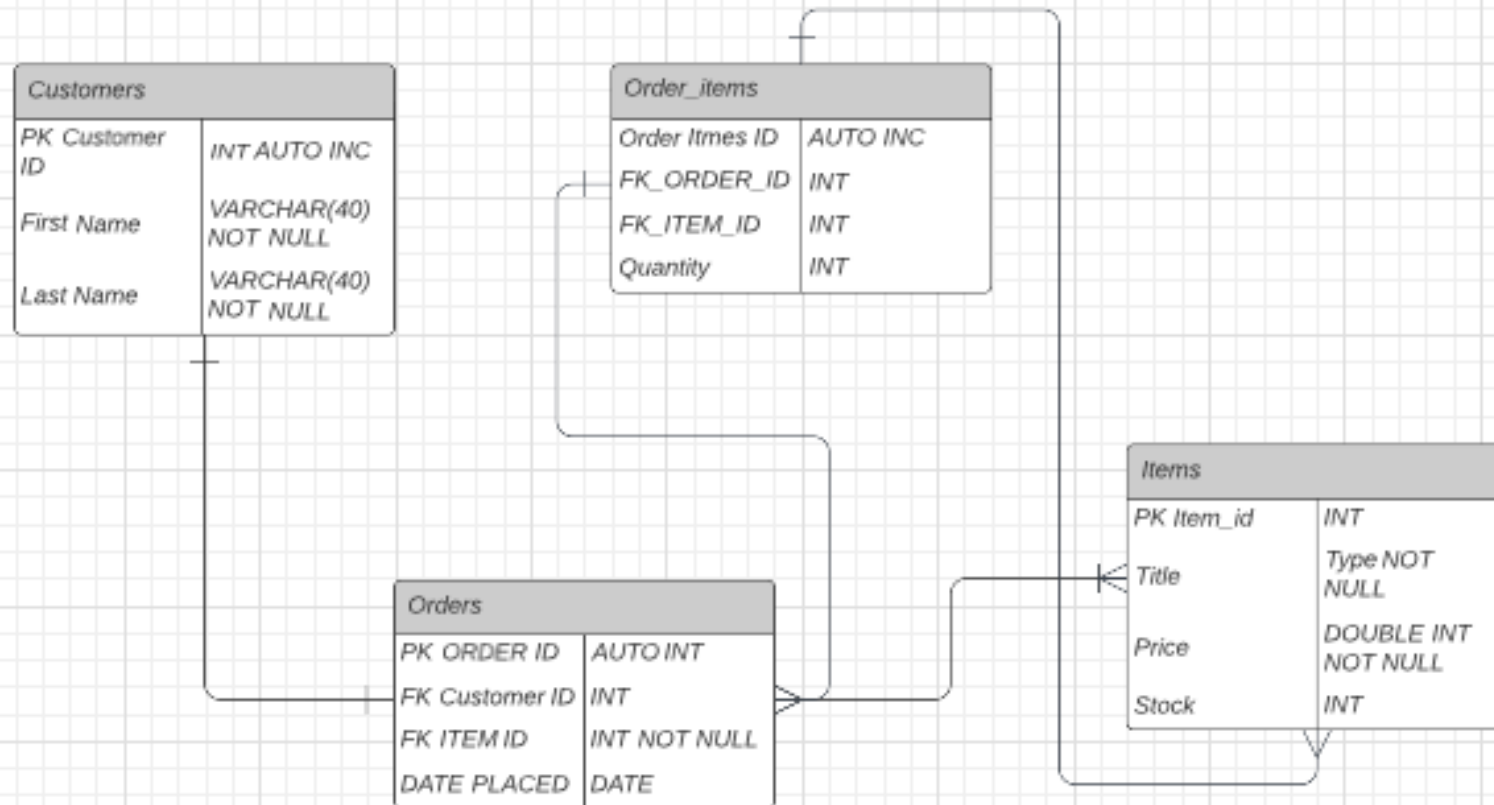 Customers
PK Customer
ID
INT AUTO INC
First Name
VARCHAR(40)
NOT NULL
Last Name
VARCHAR(40)
NOT NULL
Order_items
Order Itmes ID
AUTO INC
FK_ORDER_ID
INT
FK_ITEM_ID
INT
Quantity
INT
Orders
PK ORDER ID
AUTO INT
FK Customer ID
INT
FK ITEM ID
INT NOT NULL
DATE PLACED
DATE
Items
PK Item_id
INT
Title
Type NOT
NULL
Price
DOUBLE INT
NOT NULL
Stock
INT